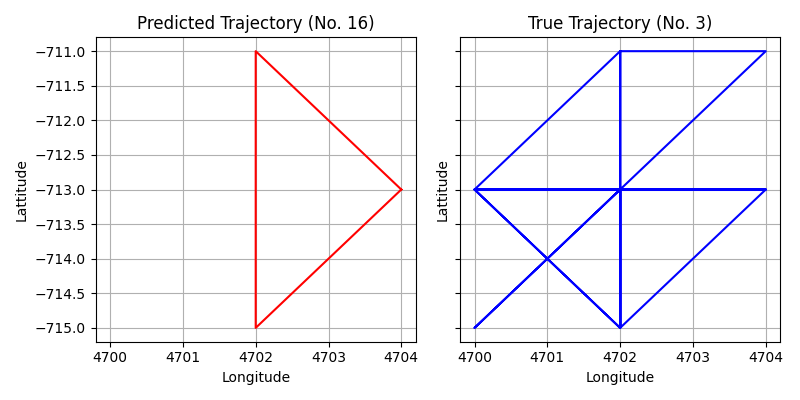 Predicted Trajectory (No. 16)
True Trajectory (No. 3)
−711.0
−711.5
−712.0
−712.5
−713.0
−713.5
−714.0
−714.5
−715.0
Lattitude
Lattitude
4700 4701 4702 4703 4704
4700 4701 4702 4703 4704
Longitude
Longitude